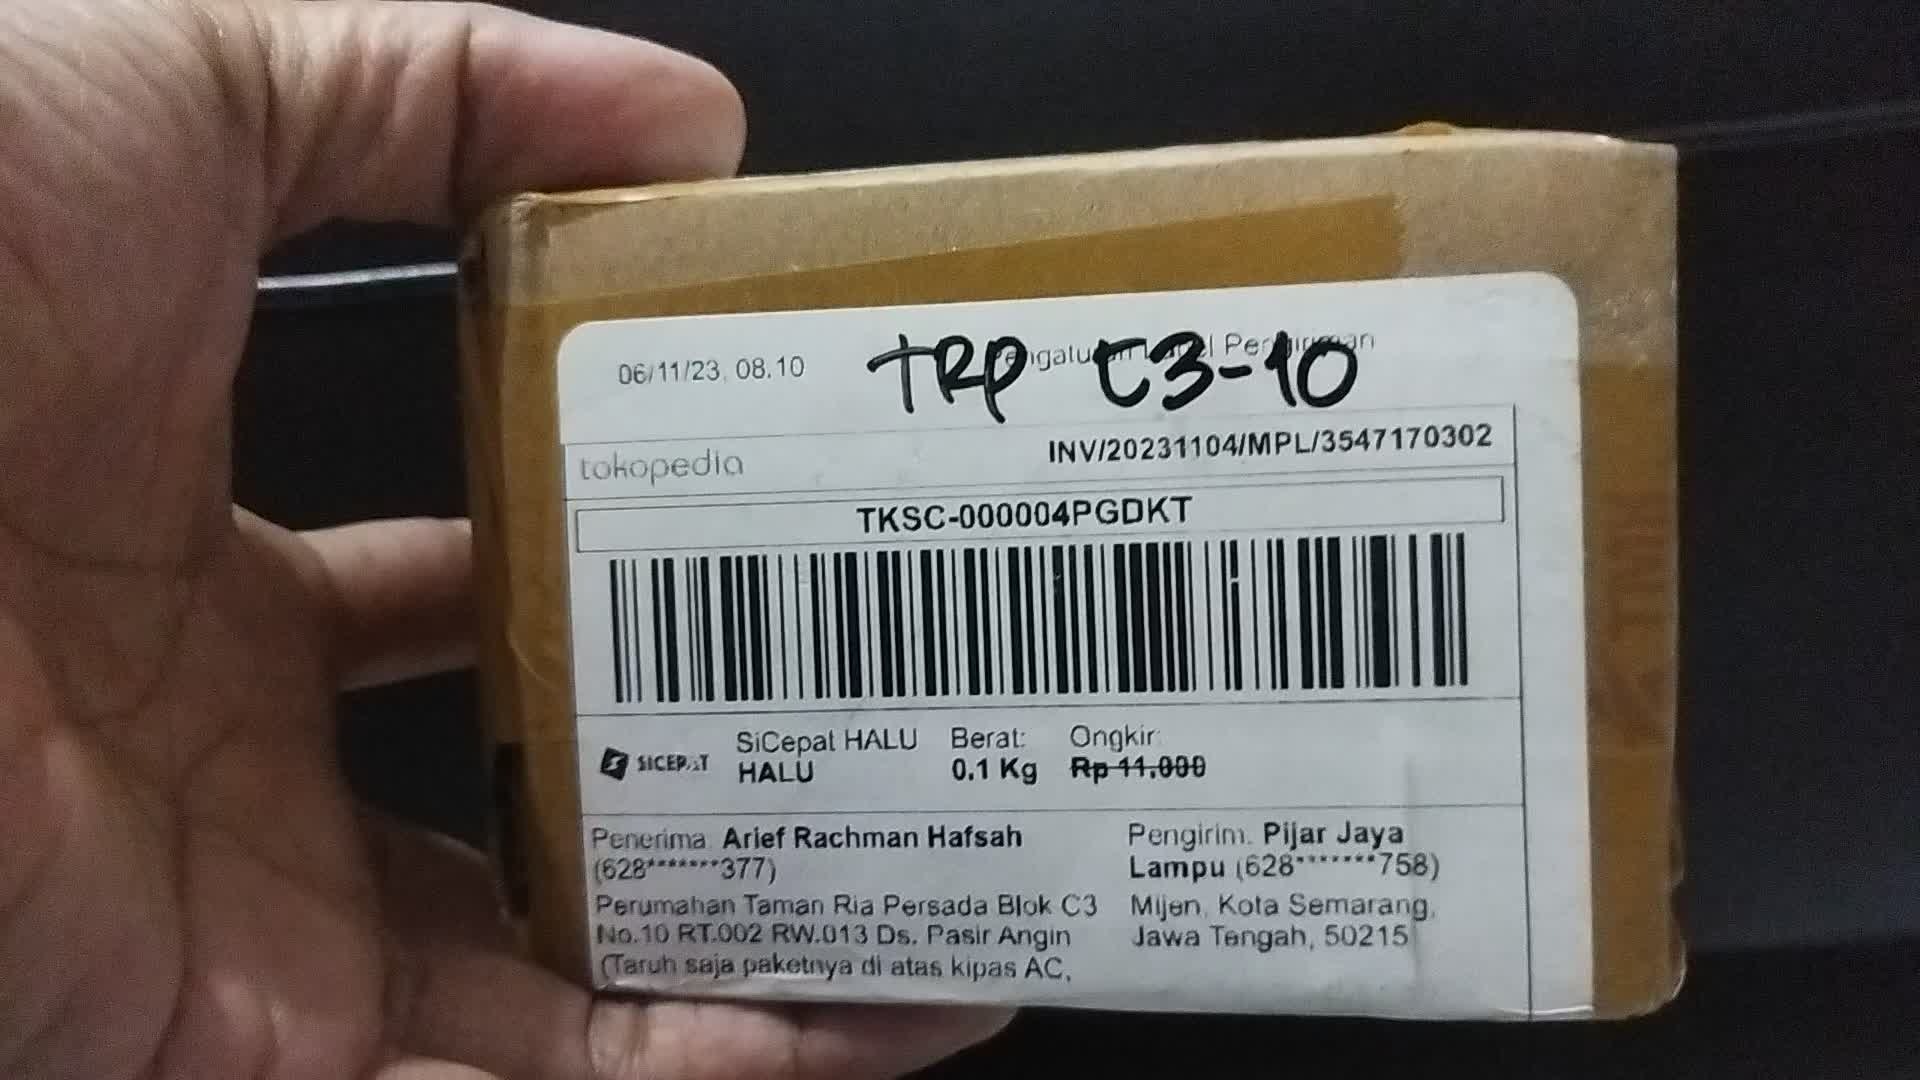 06/11/23, 08.10 Pengaturan Label Pengiriman
TRP C3-10
tokopedia
INV/20231104/MPL/3547170302
TKSC-000004PGDKT
SICEPAT
SiCepat HALU
HALU
Berat:
0.1 Kg
Ongkir:
Rp 11.000
Penerima: Arief Rachman Hafsah
(628*******377)
Perumahan Taman Ria Persada Blok C3
No.10 RT.002 RW.013 Ds. Pasir Angin
(Taruh saja paketnya di atas kipas AC,
Pengirim: Pijar Jaya
Lampu (628*******758)
Mijen, Kota Semarang,
Jawa Tengah, 50215